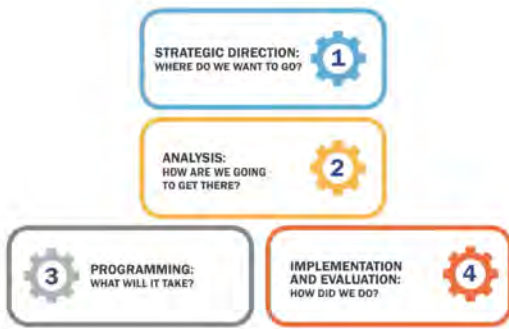 STRATEGIC DIRECTION:
WHERE DO WE WANT TO GO?
1
ANALYSIS:
HOW ARE WE GOING
TO GET THERE?
2
3
PROGRAMMING:
WHAT WILL IT TAKE?
IMPLEMENTATION
AND EVALUATION:
HOW DID WE DO?
4